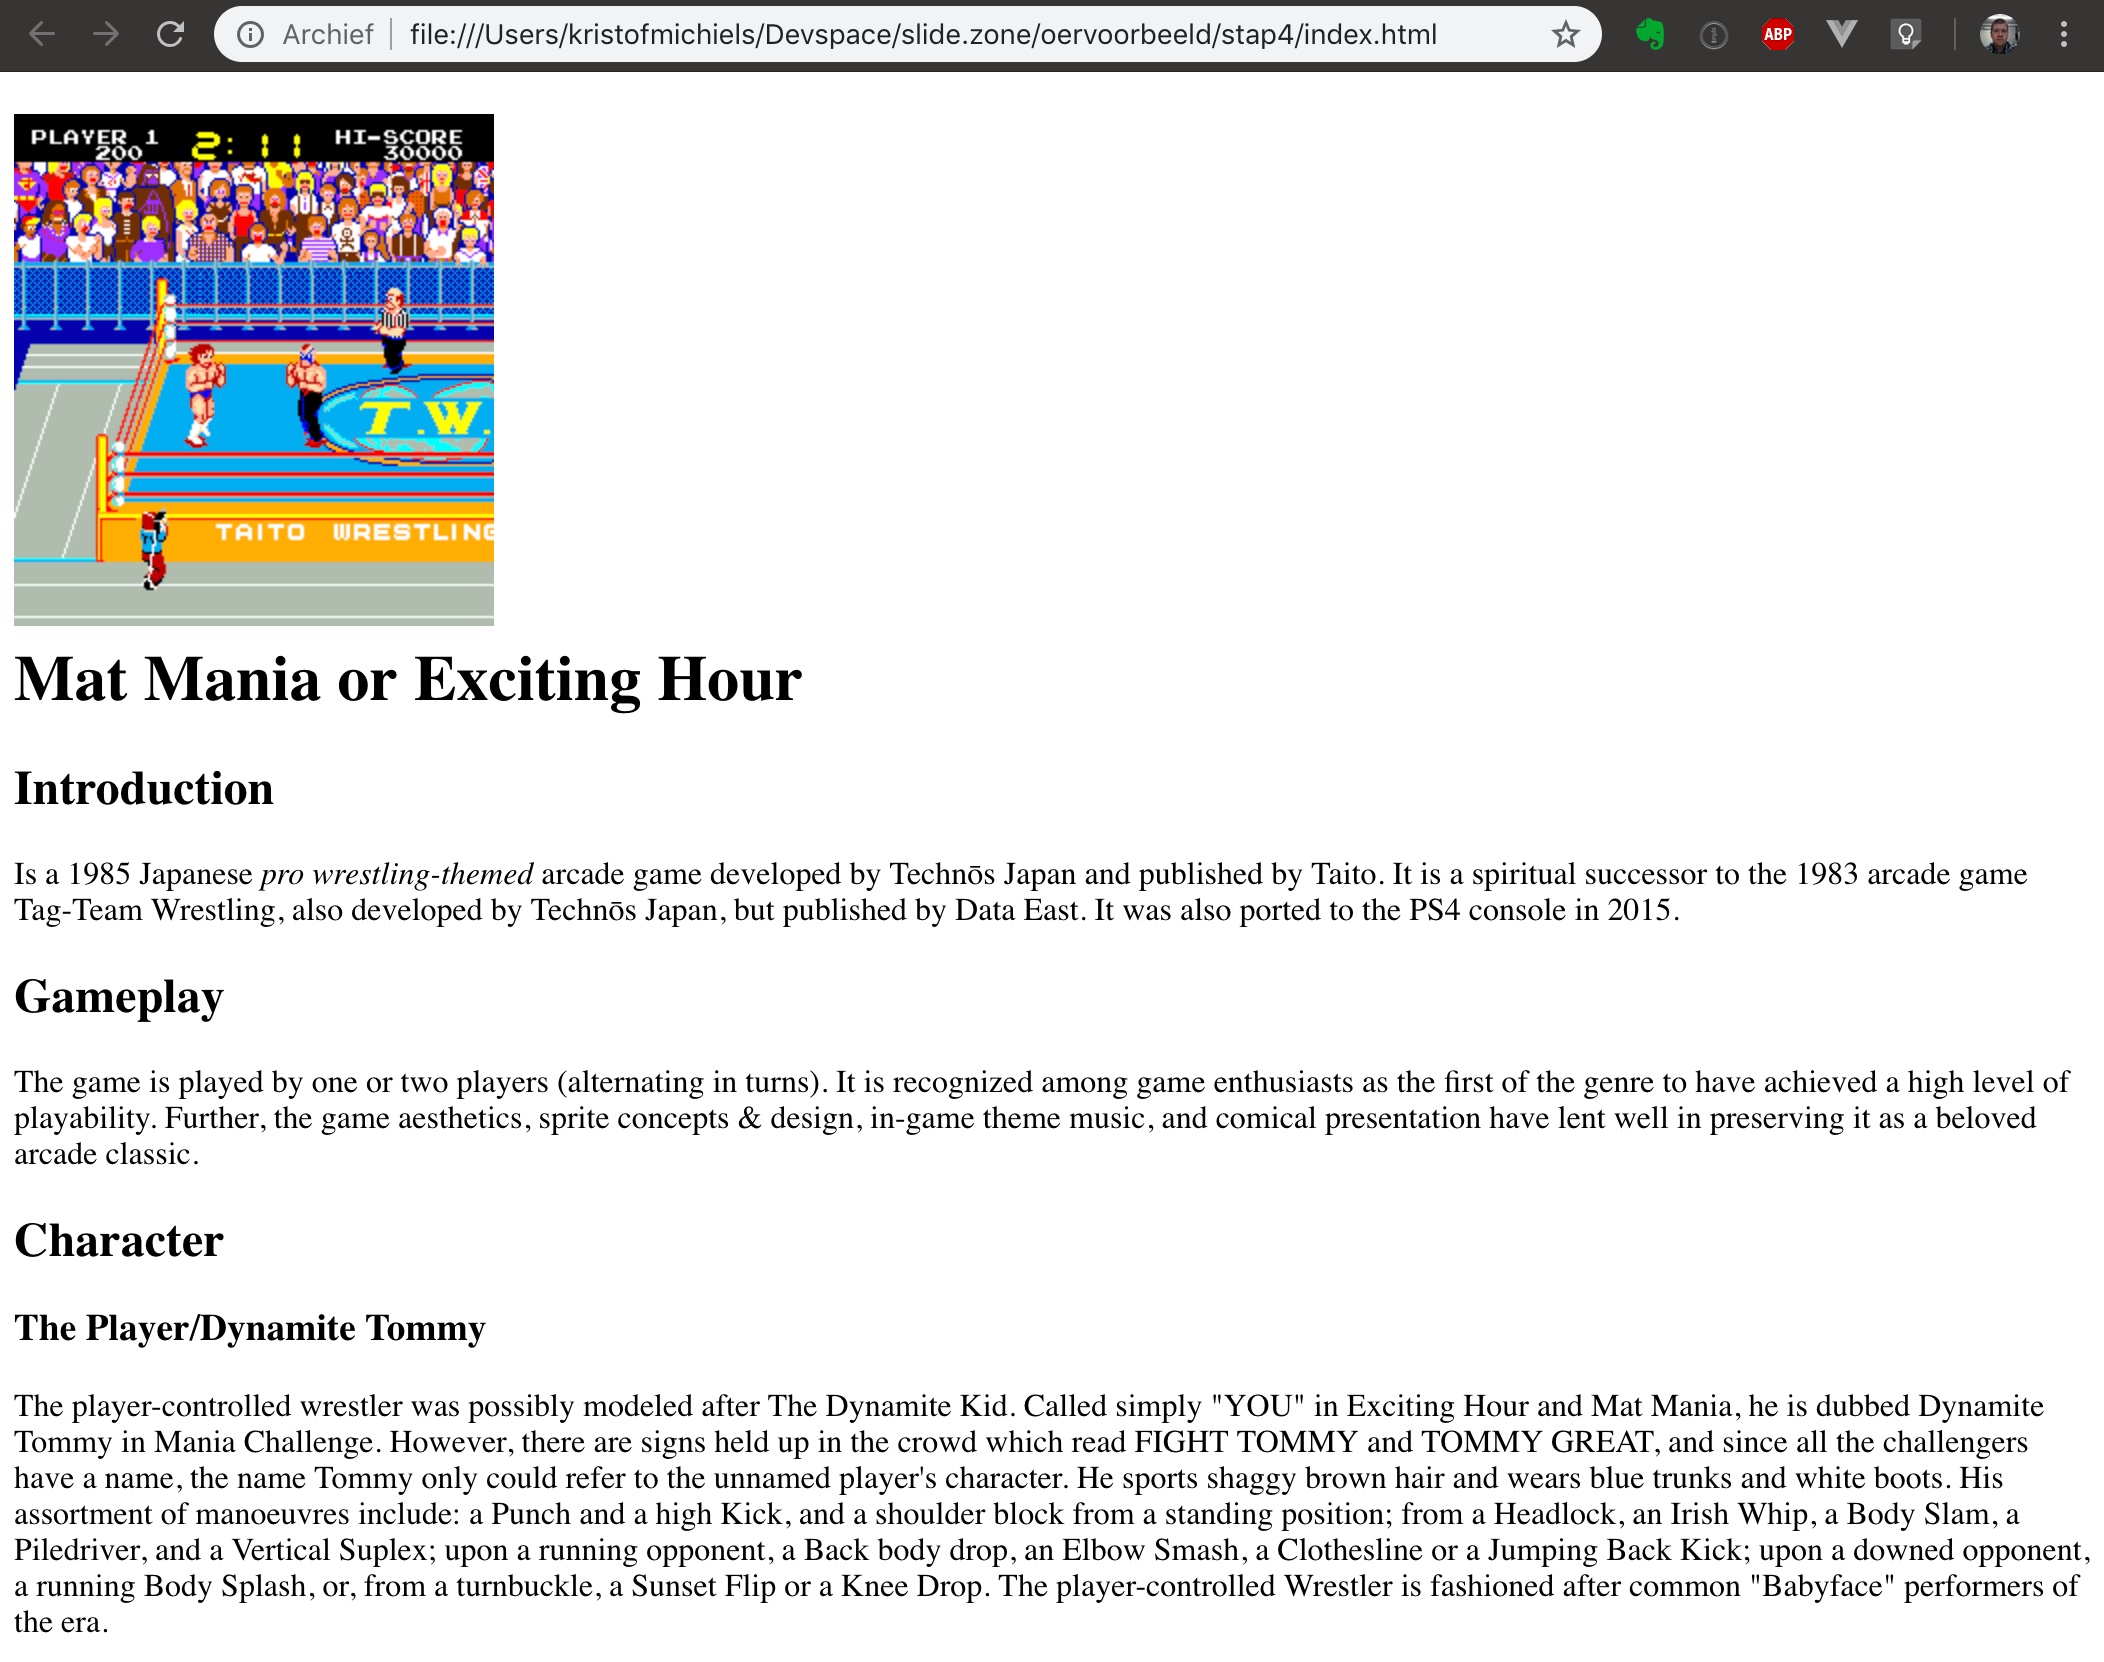 Archief | file:///Users/kristofmichiels/Devspace/slide.zone/oervoorbeeld/stap4/index.html
ABP
PLAYER 1 2:11 HI-SCORE
200 30000
T.W.
TAITO WRESTLING
Mat Mania or Exciting Hour
Introduction
Is a 1985 Japanese pro wrestling-themed arcade game developed by Technōs Japan and published by Taito. It is a spiritual successor to the 1983 arcade game
Tag-Team Wrestling, also developed by Technōs Japan, but published by Data East. It was also ported to the PS4 console in 2015.
Gameplay
The game is played by one or two players (alternating in turns). It is recognized among game enthusiasts as the first of the genre to have achieved a high level of
playability. Further, the game aesthetics, sprite concepts & design, in-game theme music, and comical presentation have lent well in preserving it as a beloved
arcade classic.
Character
The Player/Dynamite Tommy
The player-controlled wrestler was possibly modeled after The Dynamite Kid. Called simply "YOU" in Exciting Hour and Mat Mania, he is dubbed Dynamite
Tommy in Mania Challenge. However, there are signs held up in the crowd which read FIGHT TOMMY and TOMMY GREAT, and since all the challengers
have a name, the name Tommy only could refer to the unnamed player's character. He sports shaggy brown hair and wears blue trunks and white boots. His
assortment of manoeuvres include: a Punch and a high Kick, and a shoulder block from a standing position; from a Headlock, an Irish Whip, a Body Slam, a
Piledriver, and a Vertical Suplex; upon a running opponent, a Back body drop, an Elbow Smash, a Clothesline or a Jumping Back Kick; upon a downed opponent,
a running Body Splash, or, from a turnbuckle, a Sunset Flip or a Knee Drop. The player-controlled Wrestler is fashioned after common "Babyface" performers of
the era.